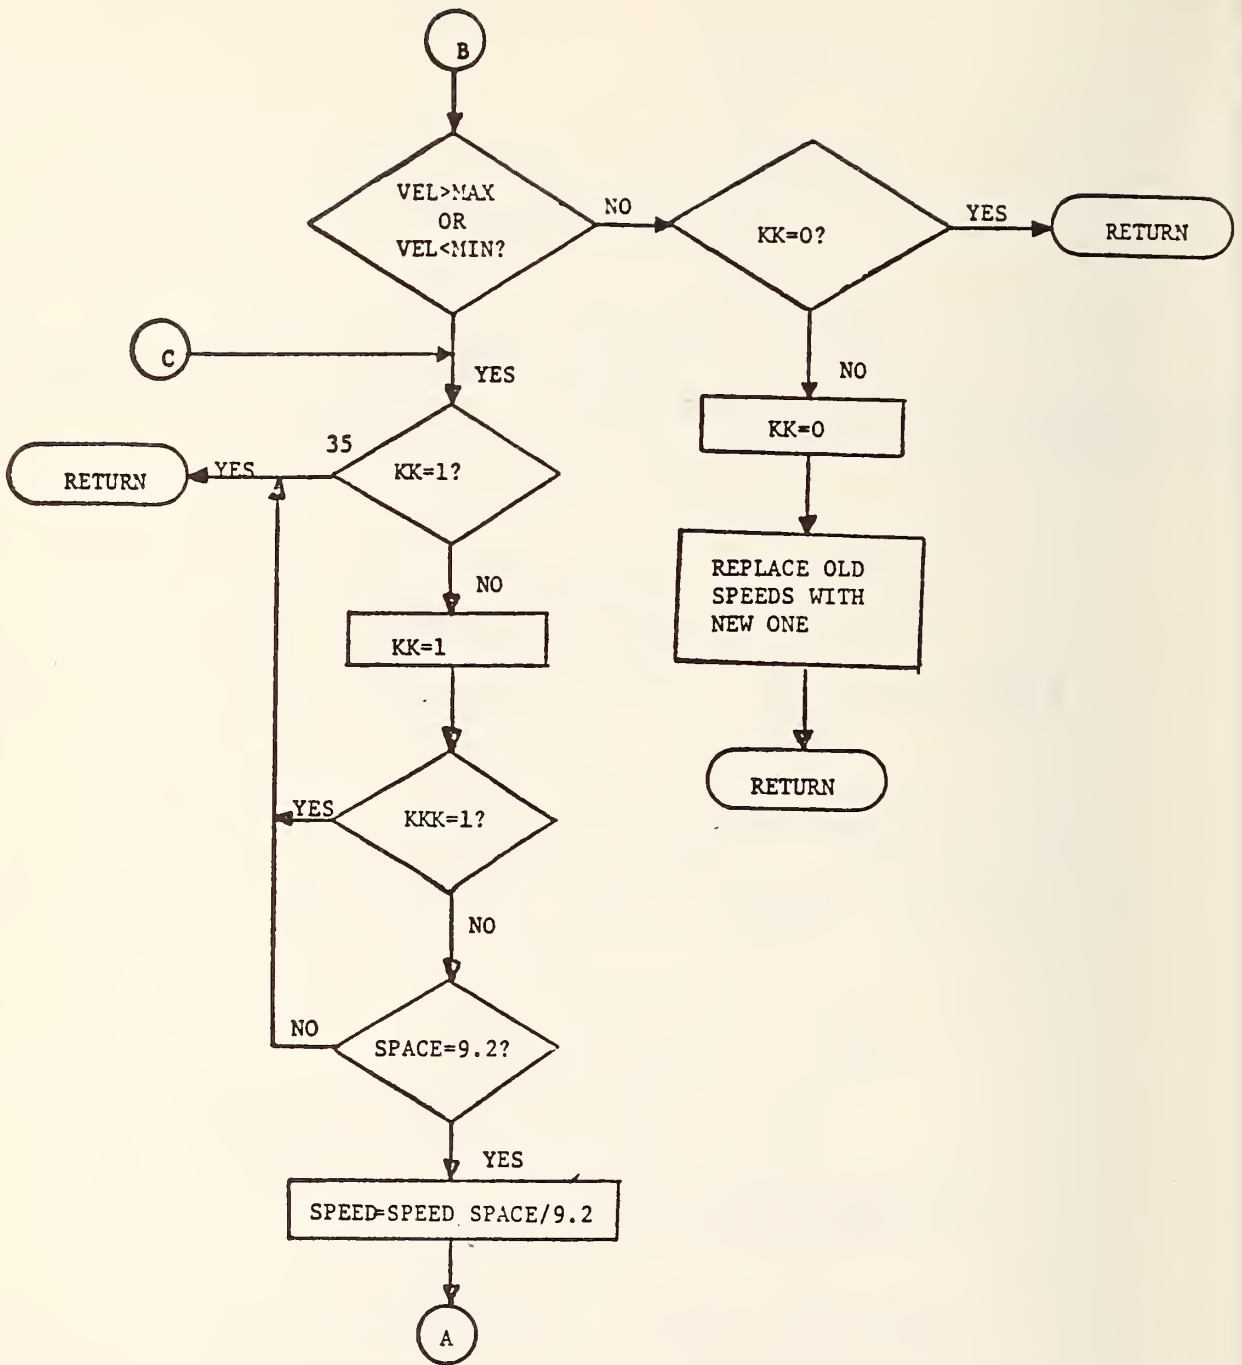 B
VEL>MAX
OR
VEL<MIN?
NO
KK=0?
YES
RETURN
C
YES
NO
KK=0
35
KK=1?
YES
RETURN
NO
KK=1
REPLACE OLD
SPEEDS WITH
NEW ONE
RETURN
YES
KKK=1?
NO
NO
SPACE=9.2?
YES
SPEED=SPEED SPACE/9.2
A